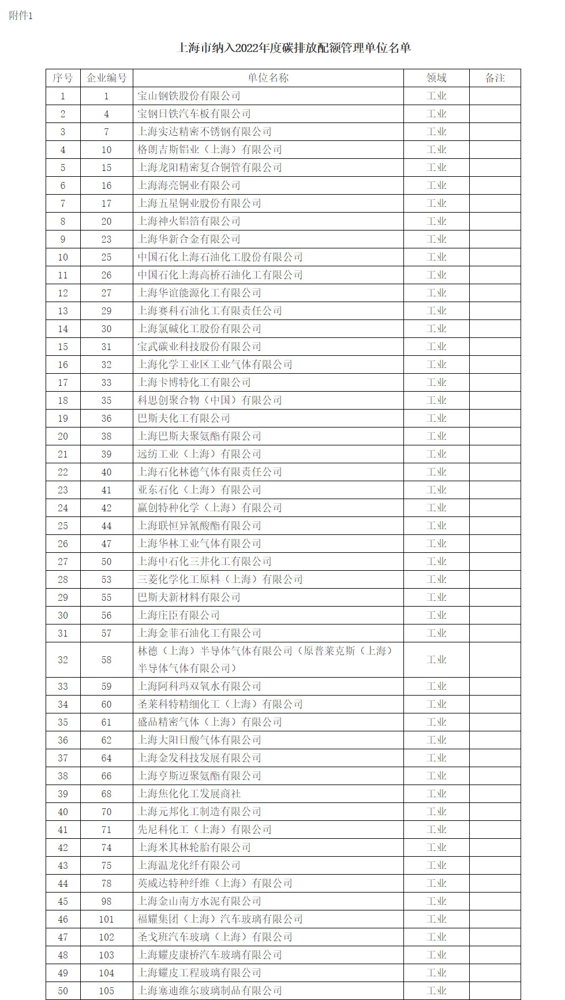 附件1
上海市纳入2022年度碳排放配额管理单位名单
序号 企业编号 单位名称 领域 备注
1 1 宝山钢铁股份有限公司 工业
2 4 宝钢日铁汽车板有限公司 工业
3 7 上海实达精密不锈钢有限公司 工业
4 10 格朗吉斯铝业（上海）有限公司 工业
5 15 上海龙阳精密复合铜管有限公司 工业
6 16 上海海亮铜业有限公司 工业
7 17 上海五星铜业股份有限公司 工业
8 20 上海神火铝箔有限公司 工业
9 23 上海华新合金有限公司 工业
10 25 中国石化上海石油化工股份有限公司 工业
11 26 中国石化上海高桥石油化工有限公司 工业
12 27 上海华谊能源化工有限公司 工业
13 29 上海赛科石油化工有限责任公司 工业
14 30 上海氯碱化工股份有限公司 工业
15 31 宝武碳业科技股份有限公司 工业
16 32 上海化学工业区工业气体有限公司 工业
17 33 上海卡博特化工有限公司 工业
18 35 科思创聚合物（中国）有限公司 工业
19 36 巴斯夫化工有限公司 工业
20 38 上海巴斯夫聚氨酯有限公司 工业
21 39 远纺工业（上海）有限公司 工业
22 40 上海石化林德气体有限责任公司 工业
23 41 亚东石化（上海）有限公司 工业
24 42 赢创特种化学（上海）有限公司 工业
25 44 上海联恒异氰酸酯有限公司 工业
26 47 上海华林工业气体有限公司 工业
27 50 上海中石化三井化工有限公司 工业
28 53 三菱化学化工原料（上海）有限公司 工业
29 55 巴斯夫新材料有限公司 工业
30 56 上海庄臣有限公司 工业
31 57 上海金菲石油化工有限公司 工业
32 58 林德（上海）半导体气体有限公司（原普莱克斯（上海） 工业
半导体气体有限公司）
33 59 上海阿科玛双氧水有限公司 工业
34 60 圣莱科特精细化工（上海）有限公司 工业
35 61 盛品精密气体（上海）有限公司 工业
36 62 上海大阳日酸气体有限公司 工业
37 64 上海金发科技发展有限公司 工业
38 66 上海亨斯迈聚氨酯有限公司 工业
39 68 上海焦化化工发展商社 工业
40 70 上海元邦化工制造有限公司 工业
41 71 先尼科化工（上海）有限公司 工业
42 74 上海米其林轮胎有限公司 工业
43 75 上海温龙化纤有限公司 工业
44 78 英威达特种纤维（上海）有限公司 工业
45 98 上海金山南方水泥有限公司 工业
46 101 福耀集团（上海）汽车玻璃有限公司 工业
47 102 圣戈班汽车玻璃（上海）有限公司 工业
48 103 上海耀皮康桥汽车玻璃有限公司 工业
49 104 上海耀皮工程玻璃有限公司 工业
50 105 上海塞迪维尔玻璃制品有限公司 工业